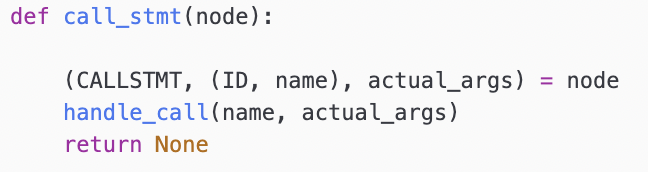 def call_stmt(node):
(CALLSTMT, (ID, name), actual_args) = node
handle_call(name, actual_args)
return None